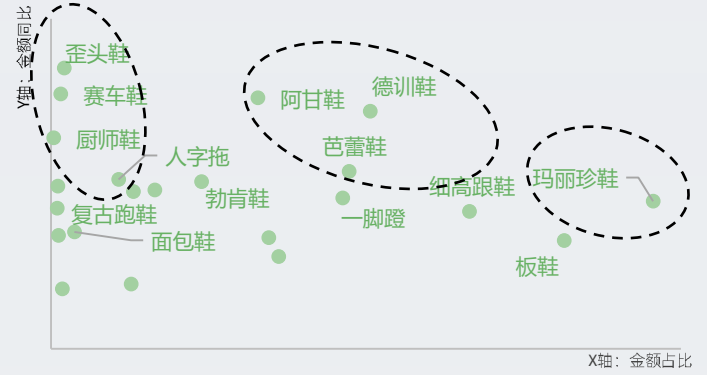 Y轴：金额同比
歪头鞋
赛车鞋
厨师鞋
人字拖
复古跑鞋
面包鞋
勃肯鞋
阿甘鞋
德训鞋
芭蕾鞋
一脚蹬
细高跟鞋
玛丽珍鞋
板鞋
X轴：金额占比